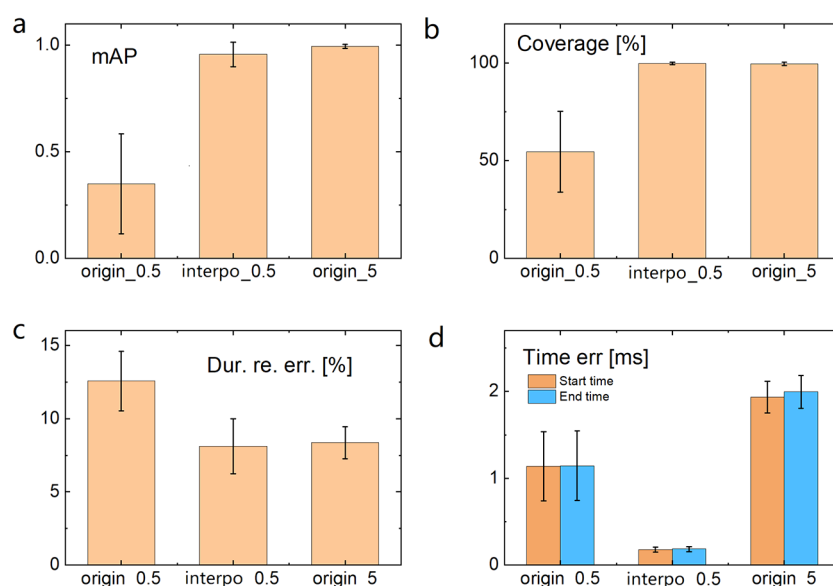 a
mAP
1.0
0.5
0.0
origin_0.5 interpo_0.5 origin_5
b
Coverage [%]
100
50
0
origin_0.5 interpo_0.5 origin_5
c
Dur. re. err. [%]
15
10
5
0
origin_0.5 interpo_0.5 origin_5
d
Time err [ms]
Start time
End time
2
1
0
origin_0.5 interpo_0.5 origin_5